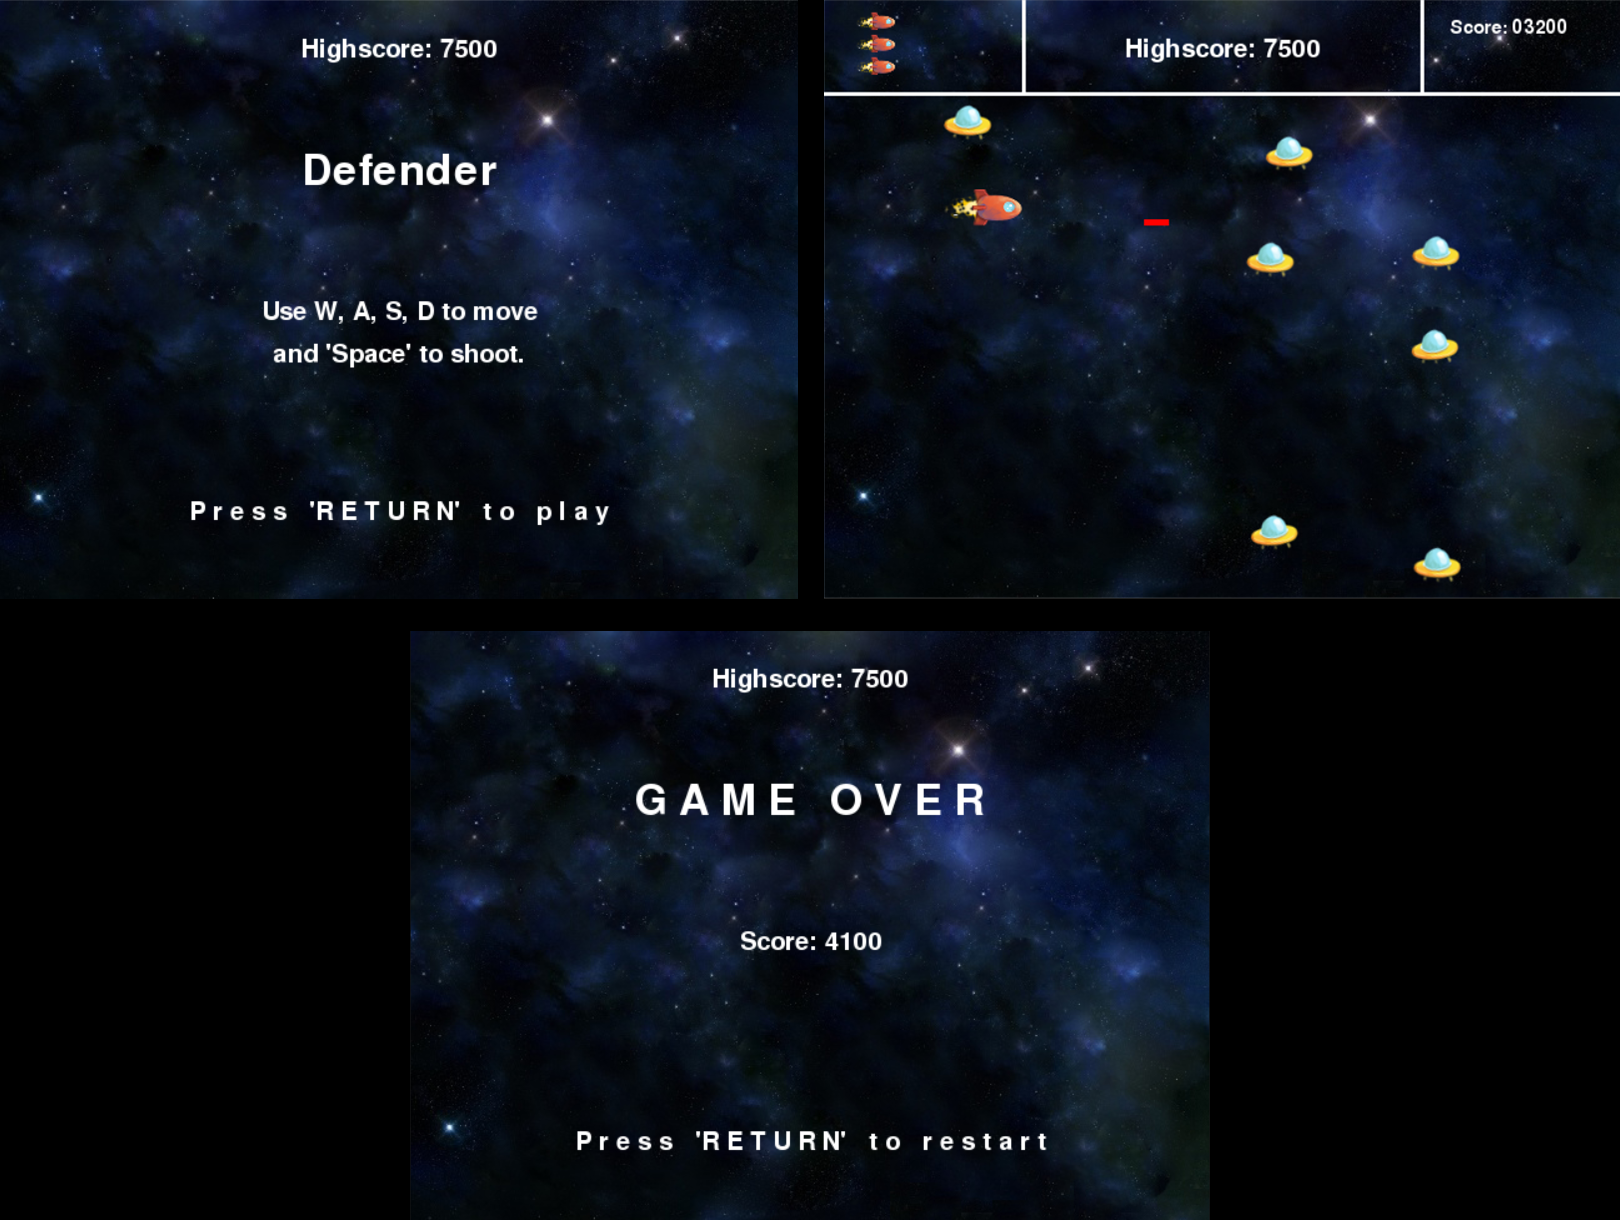 Highscore: 7500
Defender
Use W, A, S, D to move
and 'Space' to shoot.
Press 'RETURN' to play
Highscore: 7500
Score: 03200
Highscore: 7500
GAME OVER
Score: 4100
Press 'RETURN' to restart